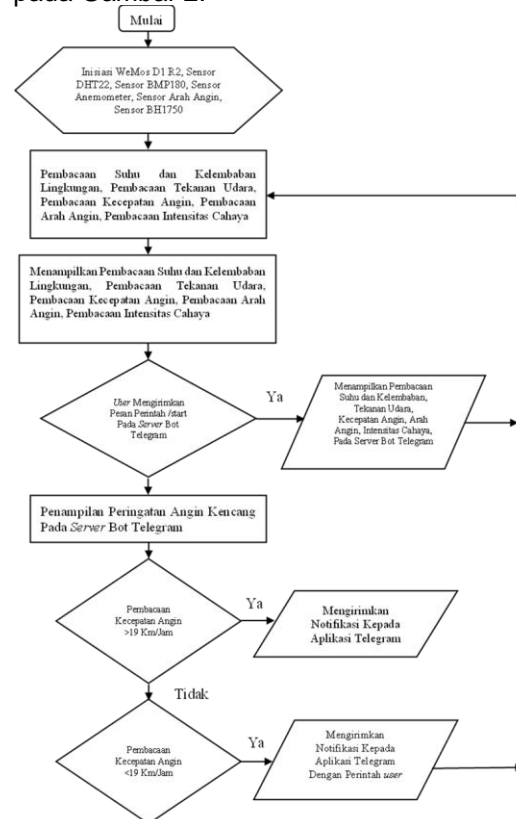 pada Gambar 2.
Mulai
Inisiasi WeMos D1 R2, Sensor
DHT22, Sensor BMP180, Sensor
Anemometer, Sensor Arah Angin,
Sensor BH1750
Pembacaan Suhu dan Kelembaban
Lingkungan, Pembacaan Tekanan Udara,
Pembacaan Kecepatan Angin, Pembacaan
Arah Angin, Pembacaan Intensitas Cahaya
Menampilkan Pembacaan Suhu dan Kelembaban
Lingkungan, Pembacaan Tekanan Udara,
Pembacaan Kecepatan Angin, Pembacaan Arah
Angin, Pembacaan Intensitas Cahaya
User Mengirimkan
Pesan Perintah /start
Pada Server Bot
Telegram
Ya
Menampilkan Pembacaan
Suhu dan Kelembaban,
Tekanan Udara,
Kecepatan Angin, Arah
Angin, Intensitas Cahaya,
Pada Server Bot Telegram
Penampilan Peringatan Angin Kencang
Pada Server Bot Telegram
Pembacaan
Kecepatan Angin
>19 Km/Jam
Ya
Mengirimkan
Notifikasi Kepada
Aplikasi Telegram
Tidak
Pembacaan
Kecepatan Angin
<19 Km/Jam
Ya
Mengirimkan
Notifikasi Kepada
Aplikasi Telegram
Dengan Perintah user